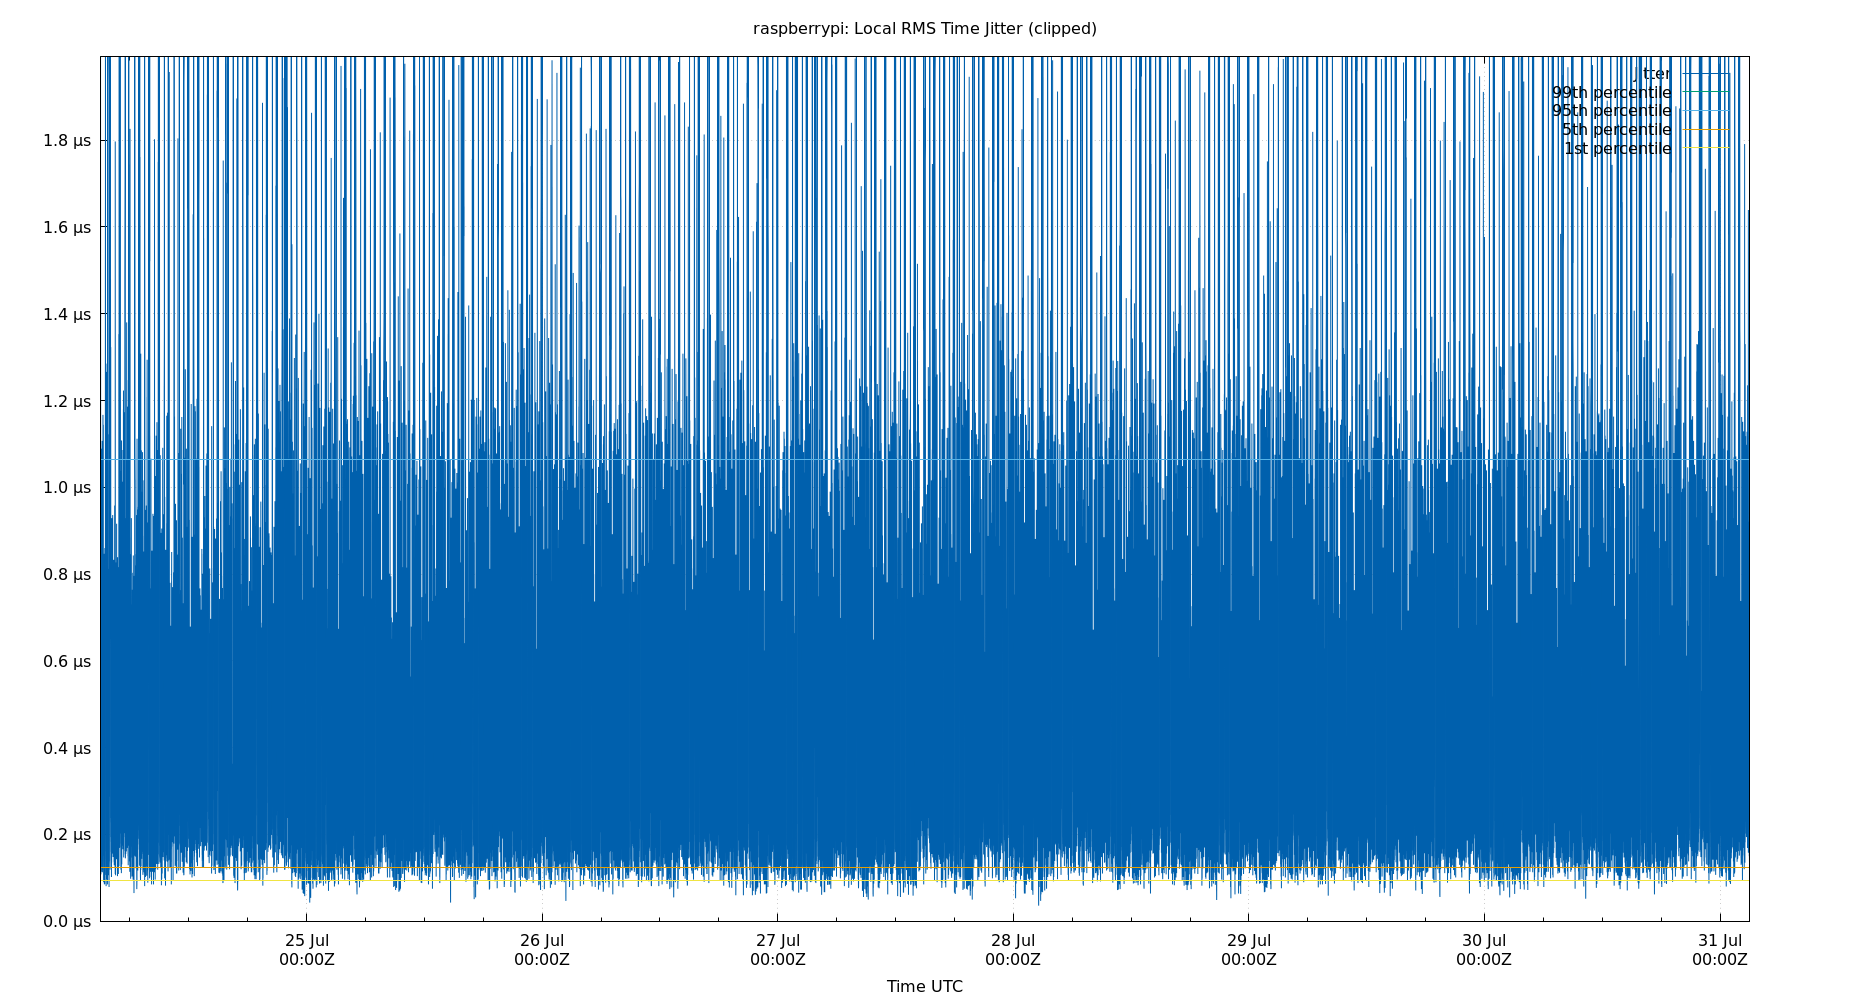 raspberrypi: Local RMS Time Jitter (clipped)
Jitter
99th percentile
95th percentile
5th percentile
1st percentile
1.8 µs
1.6 µs
1.4 µs
1.2 µs
1.0 µs
0.8 µs
0.6 µs
0.4 µs
0.2 µs
0.0 µs
25 Jul 26 Jul 27 Jul 28 Jul 29 Jul 30 Jul 31 Jul
00:00Z 00:00Z 00:00Z 00:00Z 00:00Z 00:00Z 00:00Z
Time UTC